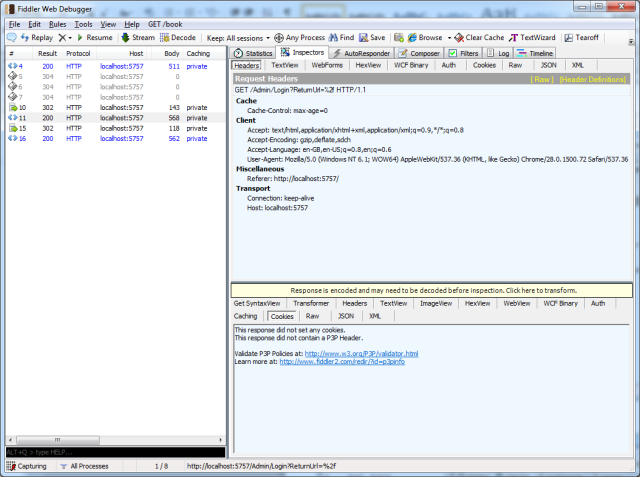 Fiddler Web Debugger
File Edit Rules Tools View Help GET /book
Replay X Resume Stream Decode Keep: All sessions Any Process Find Save Browse Clear Cache TextWizard Tearoff
# Result Protocol Host Body Caching
4 200 HTTP localhost:5757 511 private
5 304 HTTP localhost:5757 0
6 304 HTTP localhost:5757 0
7 304 HTTP localhost:5757 0
10 302 HTTP localhost:5757 143 private
11 200 HTTP localhost:5757 568 private
15 302 HTTP localhost:5757 118 private
16 200 HTTP localhost:5757 562 private
Statistics Inspectors AutoResponder Composer Filters Log Timeline
Headers TextView WebForms HexView WCF Binary Auth Cookies Raw JSON XML
Request Headers [ Raw ] [Header Definitions]
GET /Admin/Login?ReturnUrl=%2f HTTP/1.1
Cache
Cache-Control: max-age=0
Client
Accept: text/html,application/xhtml+xml,application/xml;q=0.9,*/*;q=0.8
Accept-Encoding: gzip,deflate,sdch
Accept-Language: en-GB,en-US;q=0.8,en;q=0.6
User-Agent: Mozilla/5.0 (Windows NT 6.1; WOW64) AppleWebKit/537.36 (KHTML, like Gecko) Chrome/28.0.1500.72 Safari/537.36
Miscellaneous
Referer: http://localhost:5757/
Transport
Connection: keep-alive
Host: localhost:5757
Response is encoded and may need to be decoded before inspection. Click here to transform.
Get SyntaxView Transformer Headers TextView ImageView HexView WebView WCF Binary Auth
Caching Cookies Raw JSON XML
This response did not set any cookies.
This response did not contain a P3P Header.
Validate P3P Policies at: http://www.w3.org/P3P/validator.html
Learn more at: http://www.fiddler2.com/redir/?id=p3pinfo
ALT+Q > type HELP...
Capturing All Processes 1 / 8 http://localhost:5757/Admin/Login?ReturnUrl=%2f